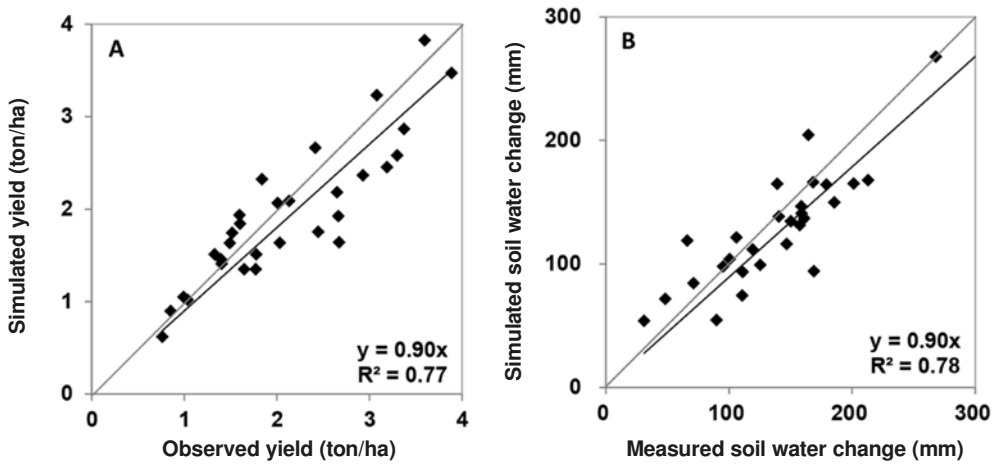 A
Simulated yield (ton/ha)
4
3
2
1
0
y = 0.90x
R² = 0.77
0 1 2 3 4
Observed yield (ton/ha)
B
Simulated soil water change (mm)
300
200
100
0
y = 0.90x
R² = 0.78
0 100 200 300
Measured soil water change (mm)